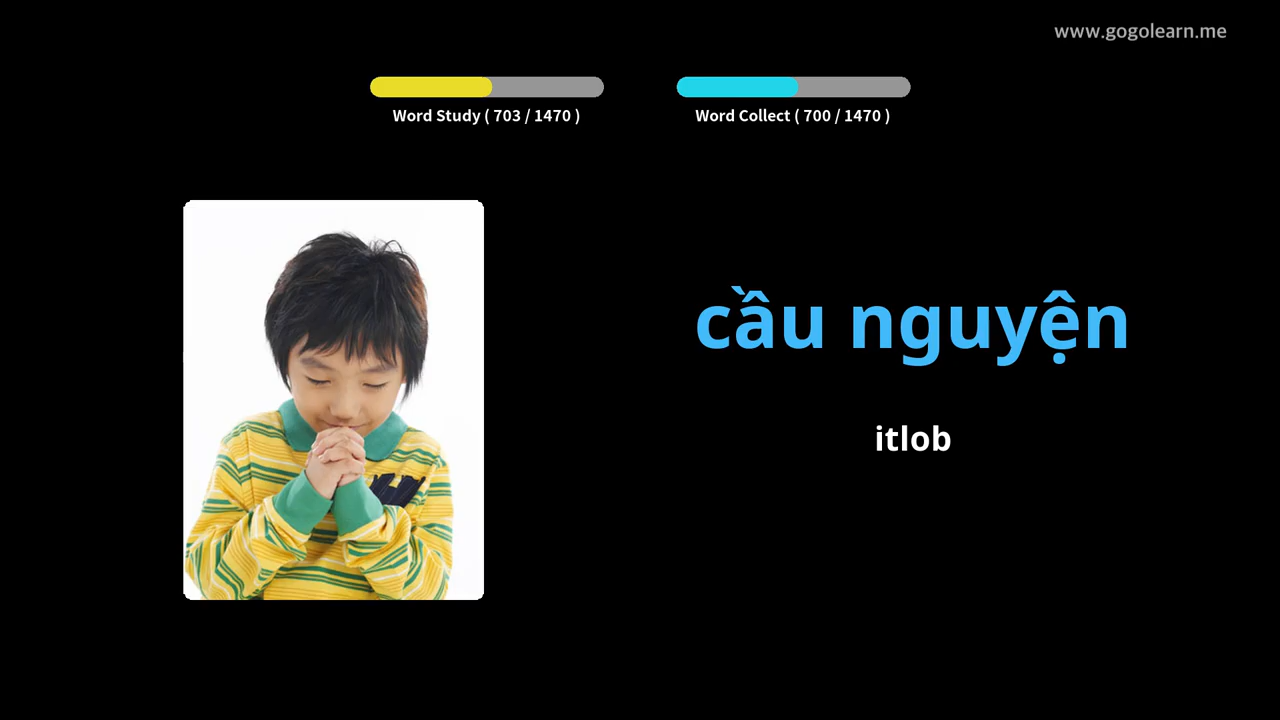 www.gogolearn.me
Word Study ( 703 / 1470 )
Word Collect ( 700 / 1470 )
cầu nguyện
itlob